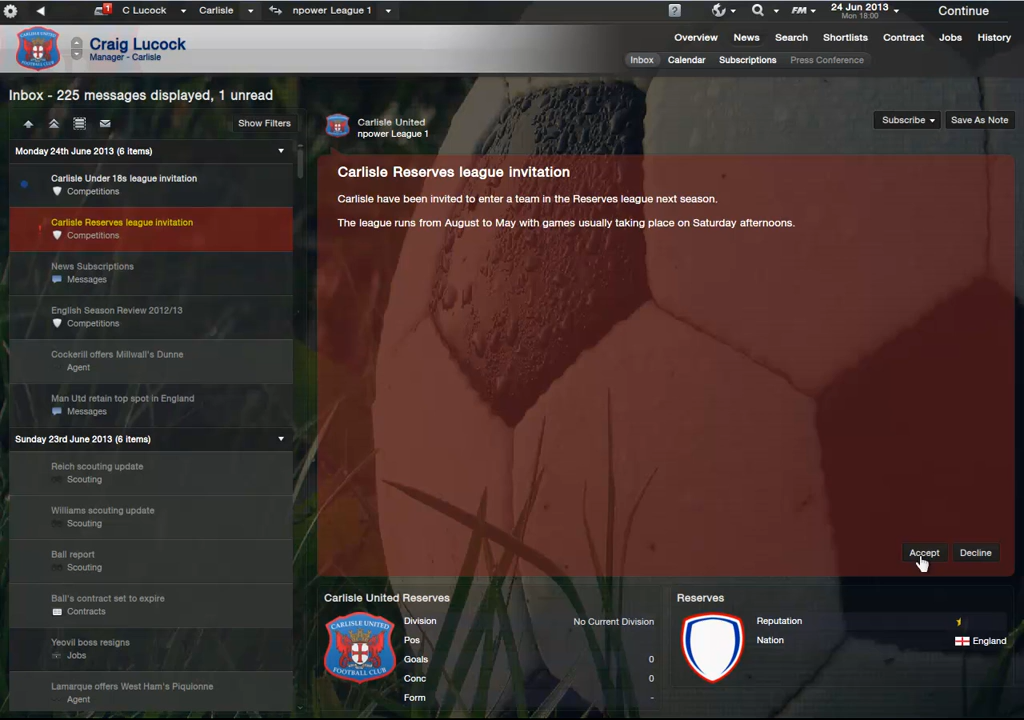 C Lucock
Carlisle
npower League 1
?
FM
24 Jun 2013
Mon 18:00
Continue
Craig Lucock
Manager - Carlisle
Overview
News
Search
Shortlists
Contract
Jobs
History
Inbox
Calendar
Subscriptions
Press Conference
Inbox - 225 messages displayed, 1 unread
Show Filters
Monday 24th June 2013 (6 items)
Carlisle Under 18s league invitation
Competitions
Carlisle Reserves league invitation
Competitions
News Subscriptions
Messages
English Season Review 2012/13
Competitions
Cockerill offers Millwall's Dunne
Agent
Man Utd retain top spot in England
Messages
Sunday 23rd June 2013 (6 items)
Reich scouting update
Scouting
Williams scouting update
Scouting
Ball report
Scouting
Ball's contract set to expire
Contracts
Yeovil boss resigns
Jobs
Lamarque offers West Ham's Piquionne
Agent
Carlisle United
npower League 1
Subscribe
Save As Note
Carlisle Reserves league invitation
Carlisle have been invited to enter a team in the Reserves league next season.
The league runs from August to May with games usually taking place on Saturday afternoons.
Accept
Decline
Carlisle United Reserves
CARLISLE UNITED
FOOTBALL CLUB
Division No Current Division
Pos
Goals 0
Conc 0
Form -
Reserves
Reputation
Nation England